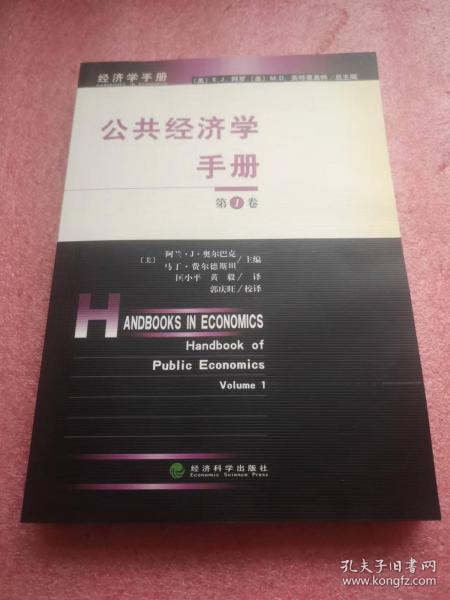 经济学手册
HANDBOOKS IN ECONOMICS
(美) K.J. 阿罗 (美) M.D. 英特里盖特/总主编
公共经济学
手册
第1卷
(美) 阿兰·J·奥尔巴克
马丁·费尔德斯坦 /主编
匡小平 黄毅/译
郭庆旺/校译
HANDBOOKS IN ECONOMICS
Handbook of
Public Economics
Volume 1
经济科学出版社
Economic Science Press
孔夫子旧书网
www.kongfz.com